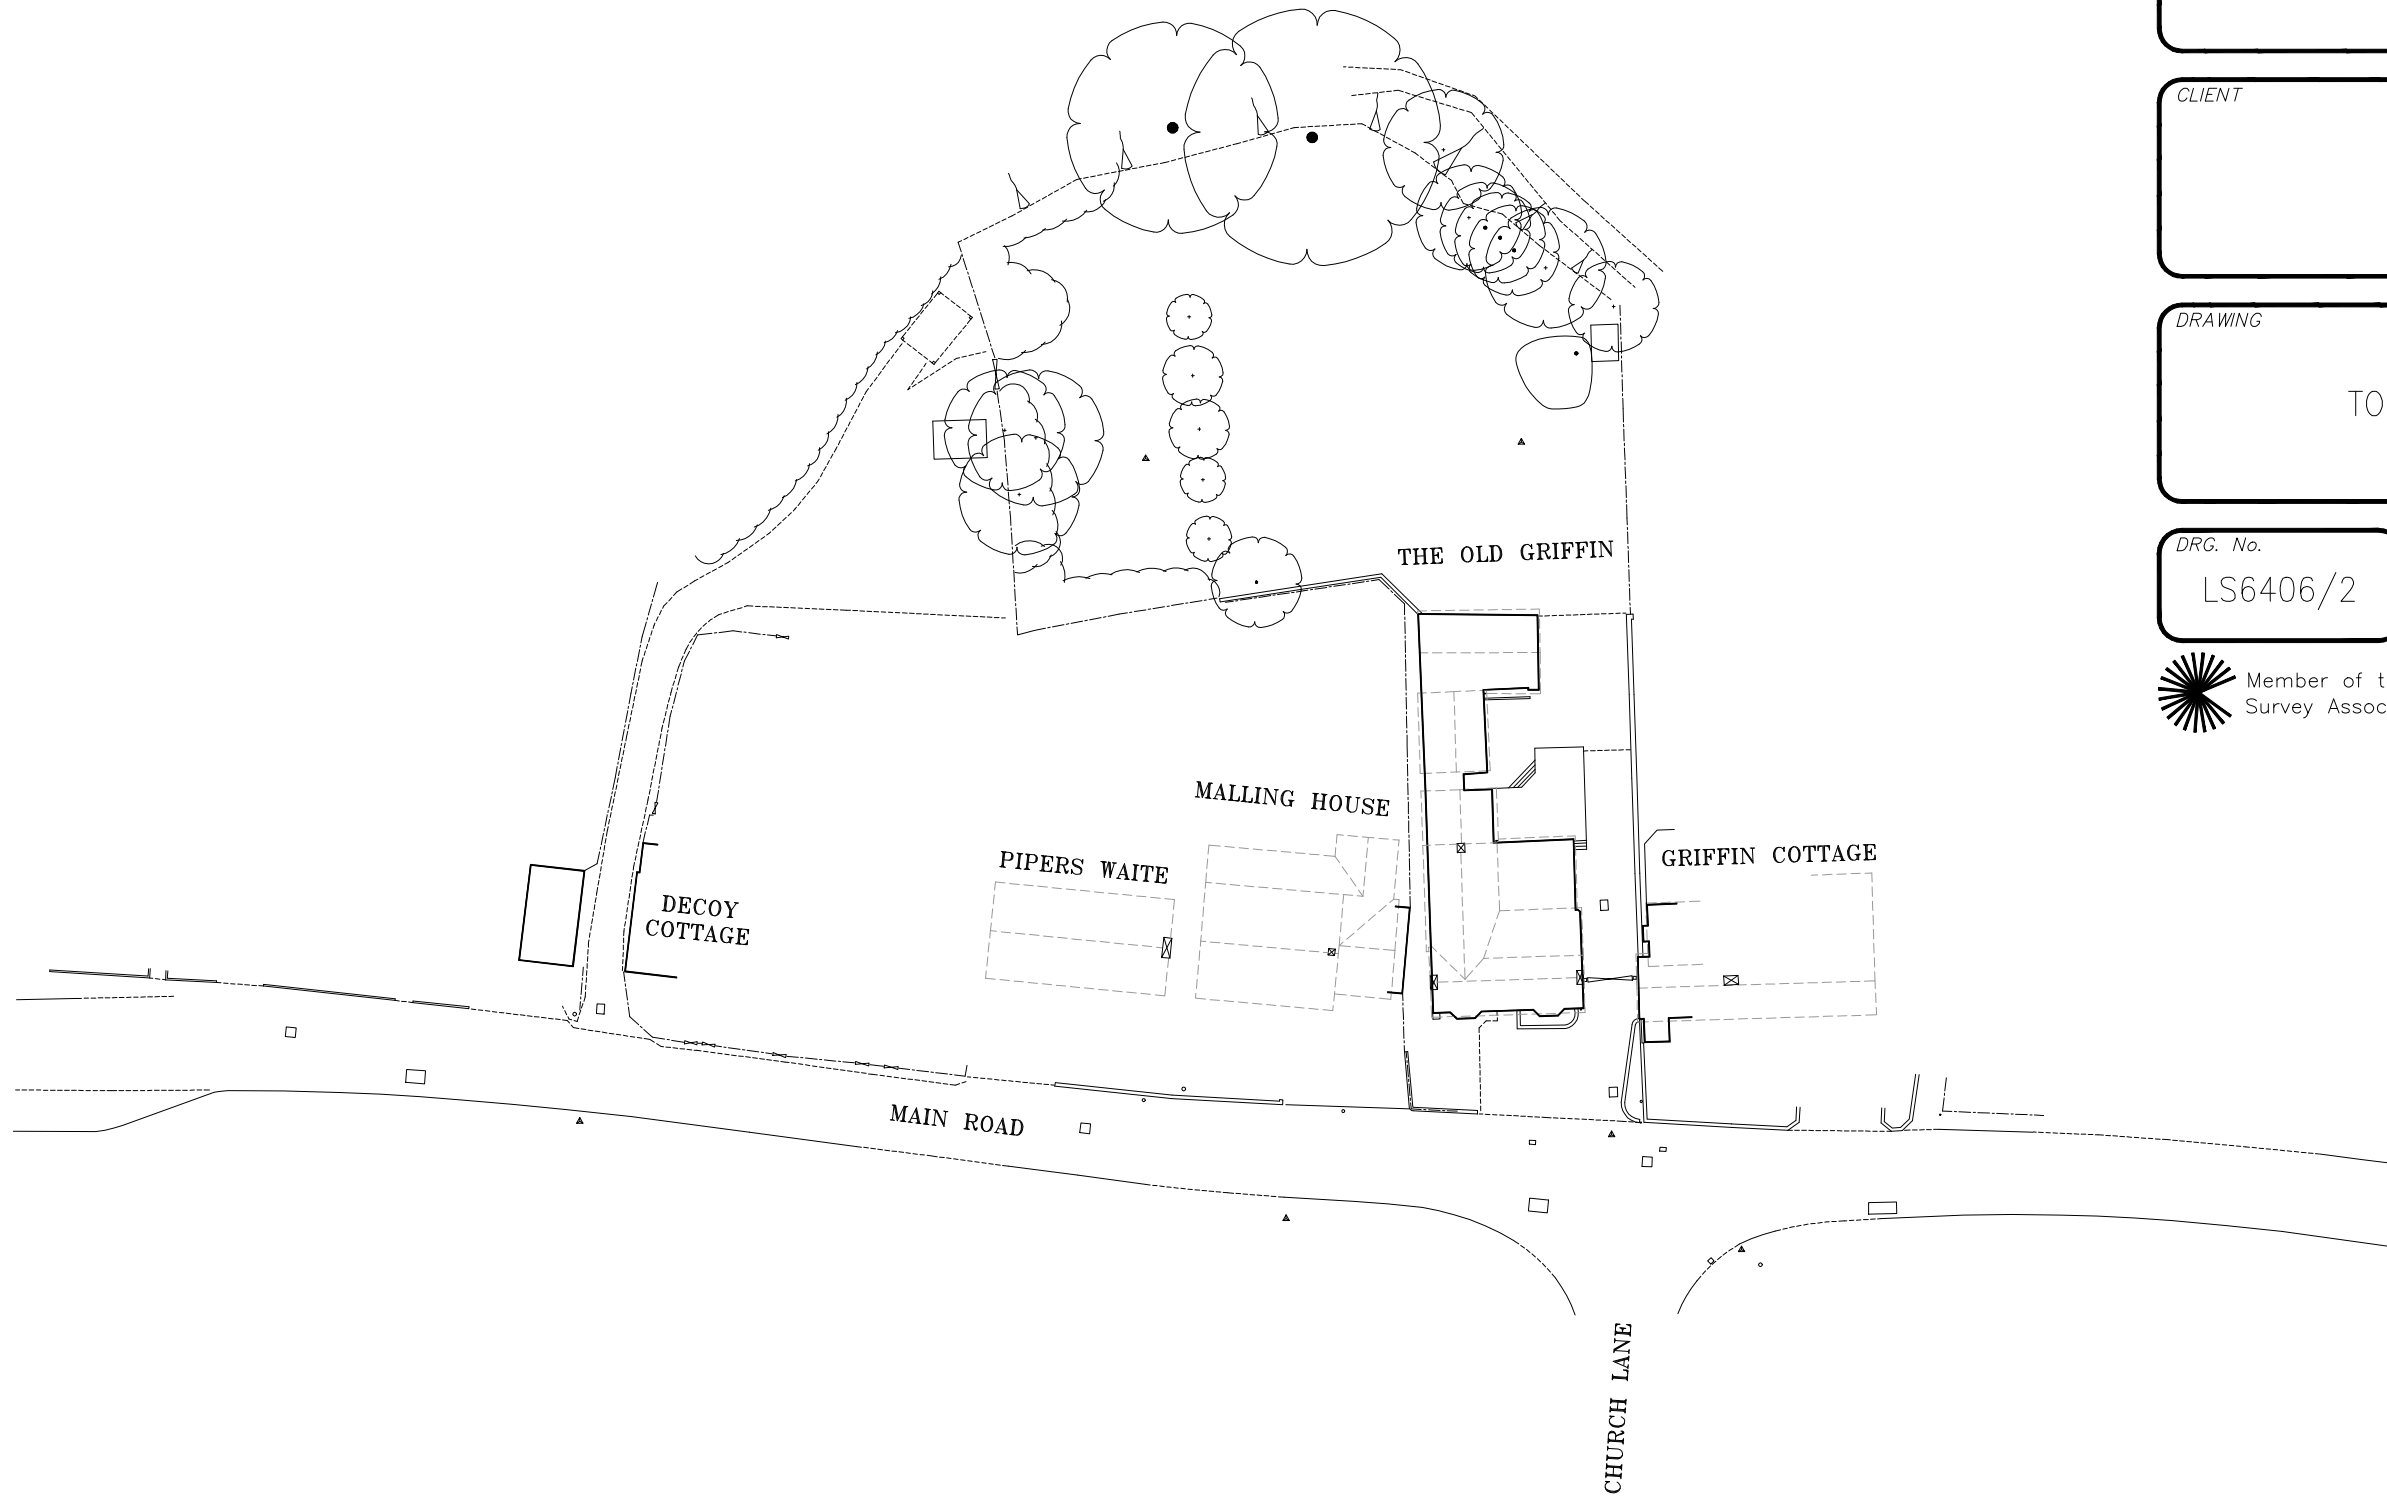 CLIENT
DRAWING
TO
DRG. No.
LS6406/2
Member of t
Survey Assoc
THE OLD GRIFFIN
MALLING HOUSE
PIPERS WAITE
GRIFFIN COTTAGE
DECOY
COTTAGE
MAIN ROAD
CHURCH LANE